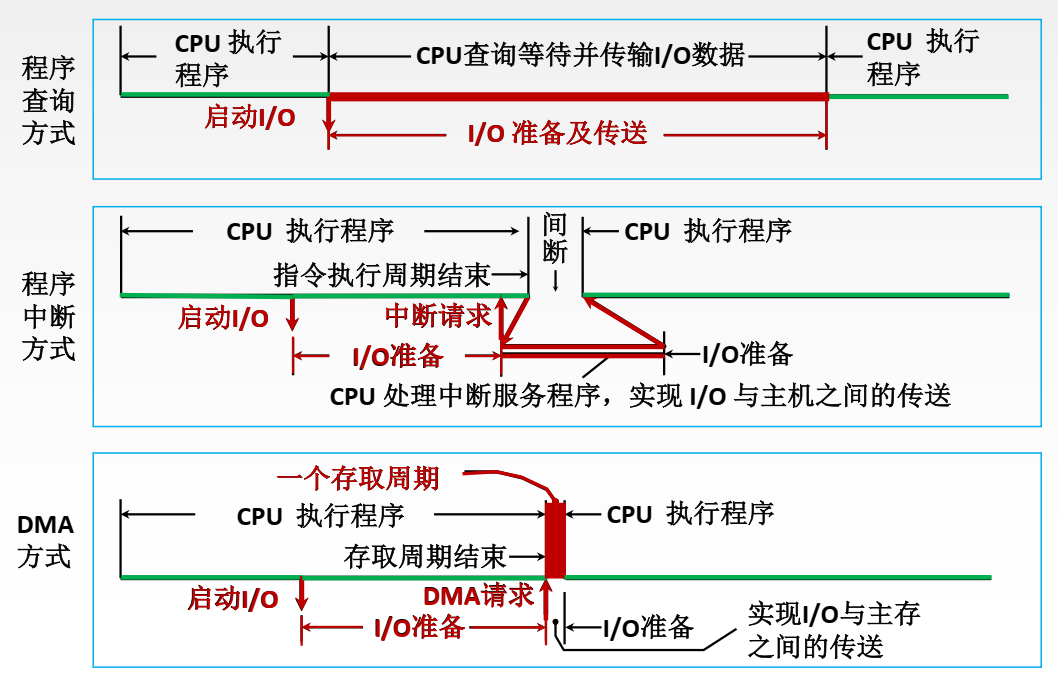 程序
查询
方式
CPU 执行
程序
CPU查询等待并传输I/O数据
CPU 执行
程序
启动I/O
I/O 准备及传送
程序
中断
方式
CPU 执行程序
间
断
CPU 执行程序
指令执行周期结束
启动I/O
中断请求
I/O准备
I/O准备
CPU 处理中断服务程序，实现 I/O 与主机之间的传送
DMA
方式
一个存取周期
CPU 执行程序
CPU 执行程序
存取周期结束
启动I/O
DMA请求
I/O准备
I/O准备
实现I/O与主存
之间的传送